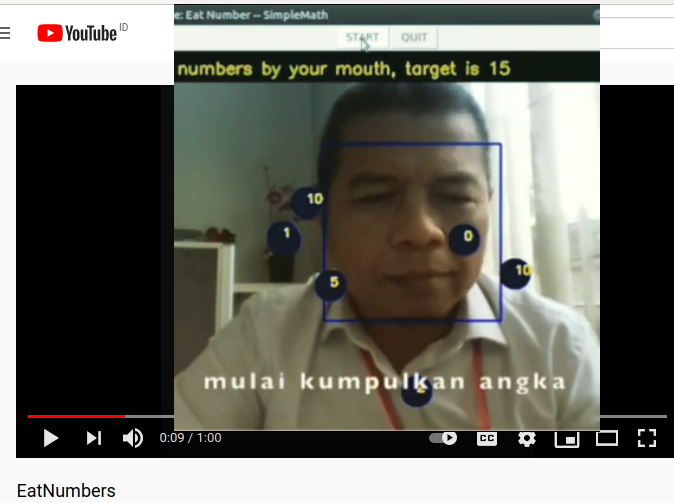 YouTube ID
e: Eat Number -- SimpleMath
START QUIT
numbers by your mouth, target is 15
10
1
0
5
10
2
mulai kumpulkan angka
0:09 / 1:00
CC
EatNumbers